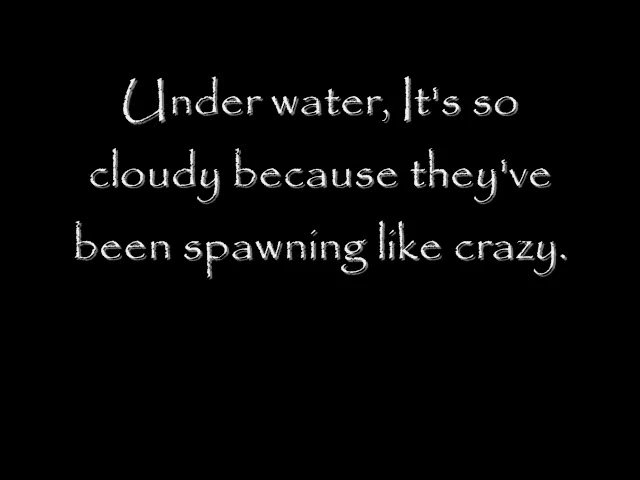 Under water, It's so
cloudy because they've
been spawning like crazy.